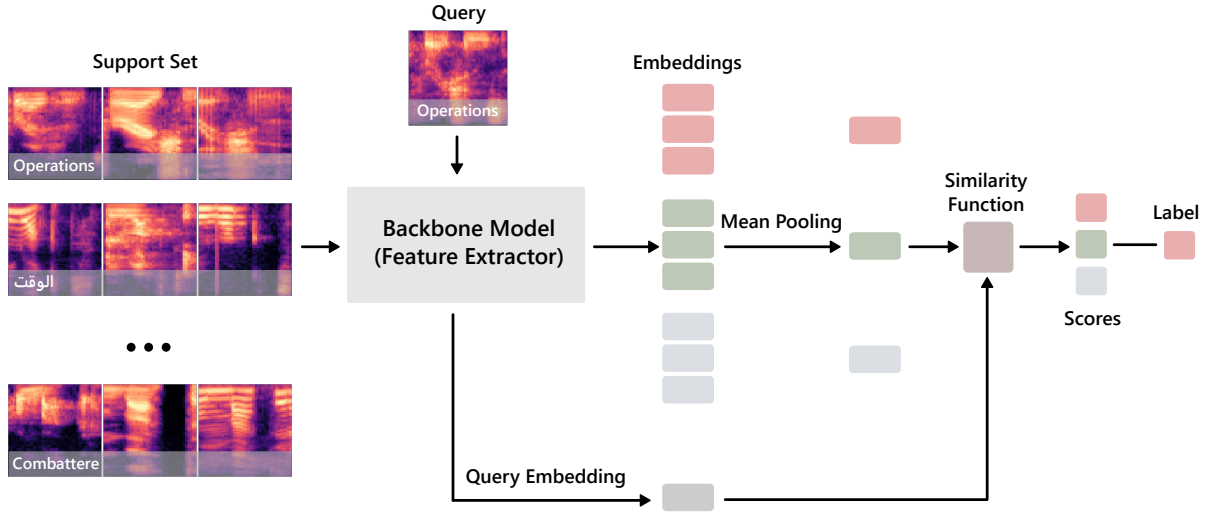 Query
Support Set
Operations
Operations
الوقت
Combattere
Backbone Model
(Feature Extractor)
Embeddings
Mean Pooling
Similarity
Function
Label
Scores
Query Embedding